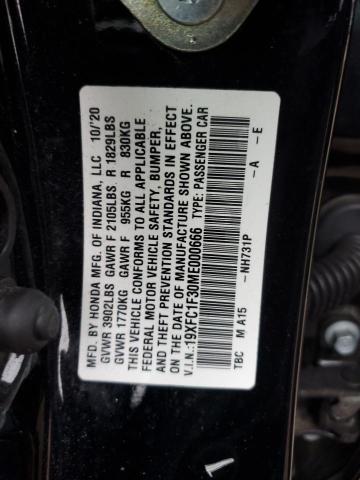 MFD. BY HONDA MFG. OF INDIANA, LLC 10/'20
GVWR 3902LBS GAWR F 2105LBS R 1829LBS
GVWR 1770KG GAWR F 955KG R 830KG
THIS VEHICLE CONFORMS TO ALL APPLICABLE
FEDERAL MOTOR VEHICLE SAFETY, BUMPER,
AND THEFT PREVENTION STANDARDS IN EFFECT
ON THE DATE OF MANUFACTURE SHOWN ABOVE.
V.I.N.:19XFC1F30ME000666 TYPE: PASSENGER CAR
-NH731P -A -E
TBC M A15